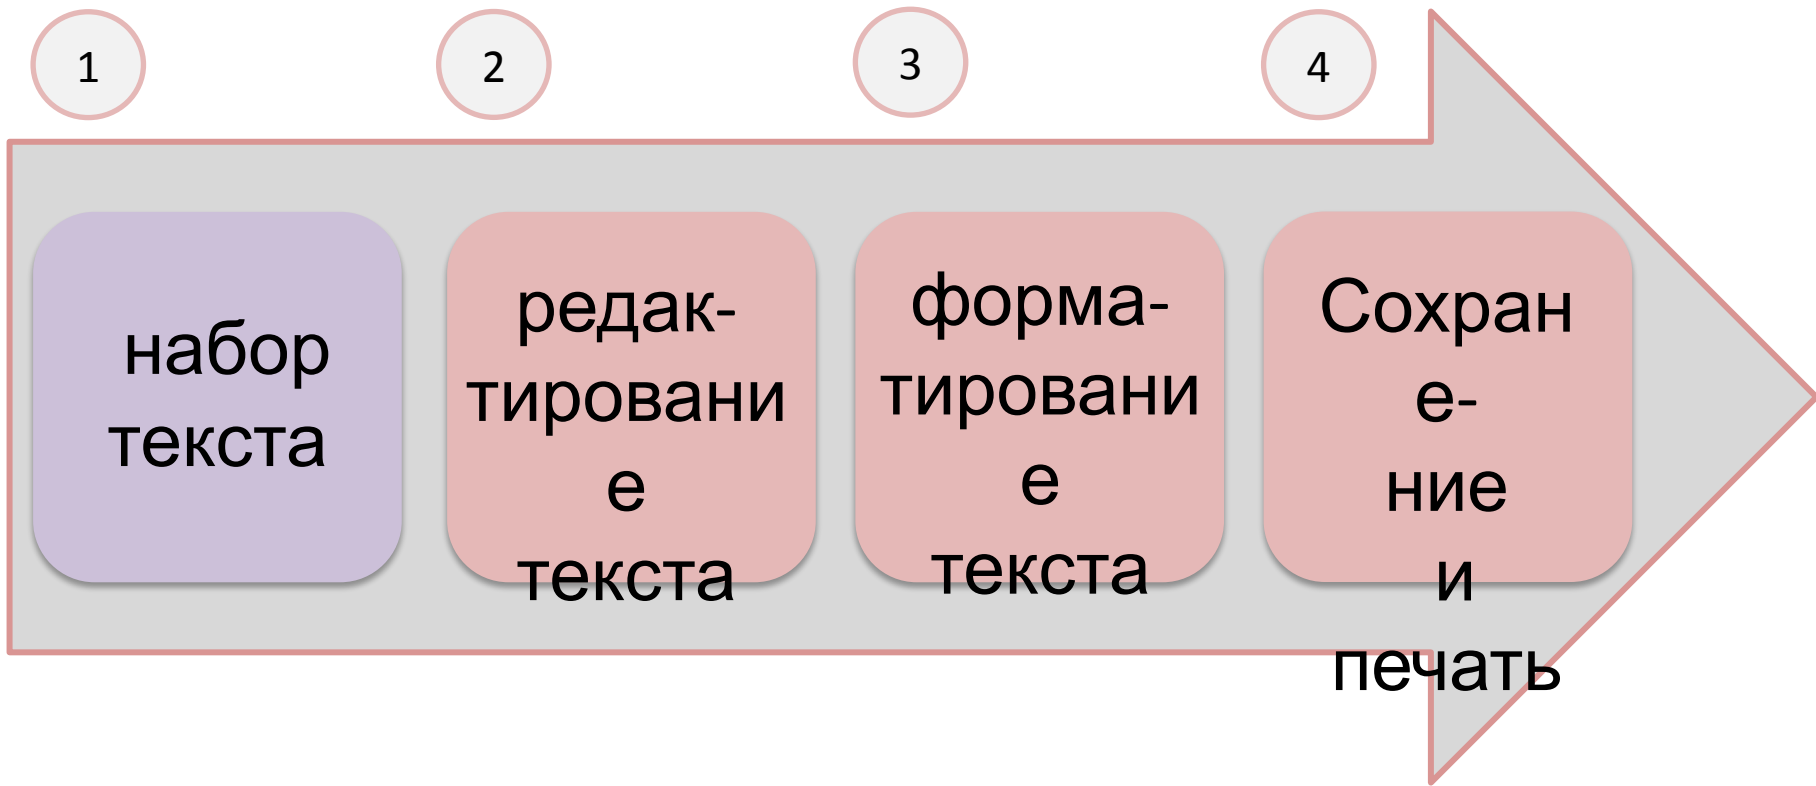 1
2
3
4
набор
текста
редак-
тировани
е
текста
форма-
тировани
е
текста
Сохран
е-
ние
и
печать